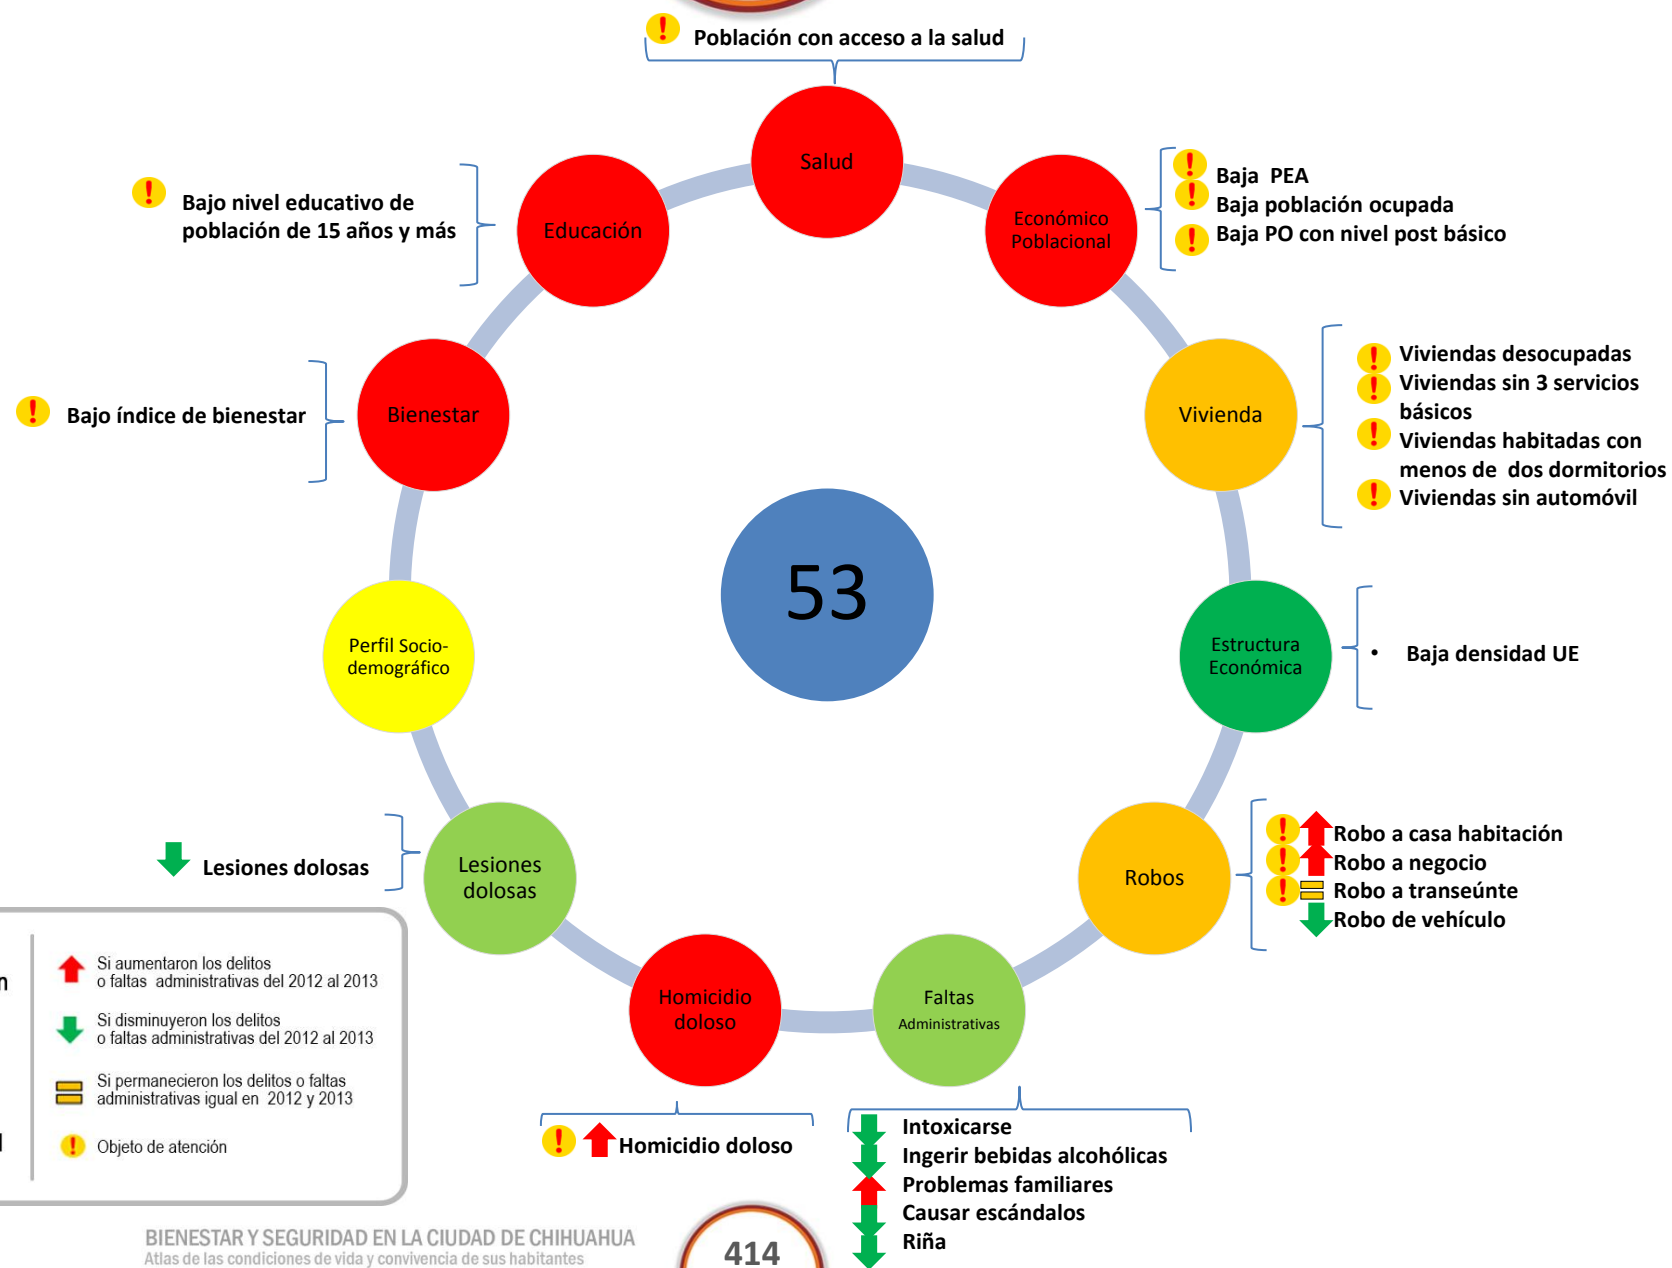 Población con acceso a la salud
Salud
Económico
Poblacional
Baja  PEA
Baja población ocupada
Baja PO con nivel post básico
Bajo nivel educativo de
población de 15 años y más
Educación
Viviendas desocupadas
Viviendas sin 3 servicios
básicos
Viviendas habitadas con
menos de  dos dormitorios
Viviendas sin automóvil
Vivienda
Bajo índice de bienestar
Bienestar
53
Perfil Socio-
demográfico
Estructura
Económica
• Baja densidad UE
Lesiones dolosas
Lesiones
dolosas
Robos
Robo a casa habitación
Robo a negocio
Robo a transeúnte
Robo de vehículo
Homicidio
doloso
Faltas
Administrativas
Si aumentaron los delitos
o faltas  administrativas del 2012 al 2013
Si disminuyeron los delitos
o faltas administrativas del 2012 al 2013
Si permanecieron los delitos o faltas
administrativas igual en  2012 y 2013
Objeto de atención
Homicidio doloso
Intoxicarse
Ingerir bebidas alcohólicas
Problemas familiares
Causar escándalos
Riña
BIENESTAR Y SEGURIDAD EN LA CIUDAD DE CHIHUAHUA
Atlas de las condiciones de vida y convivencia de sus habitantes
414